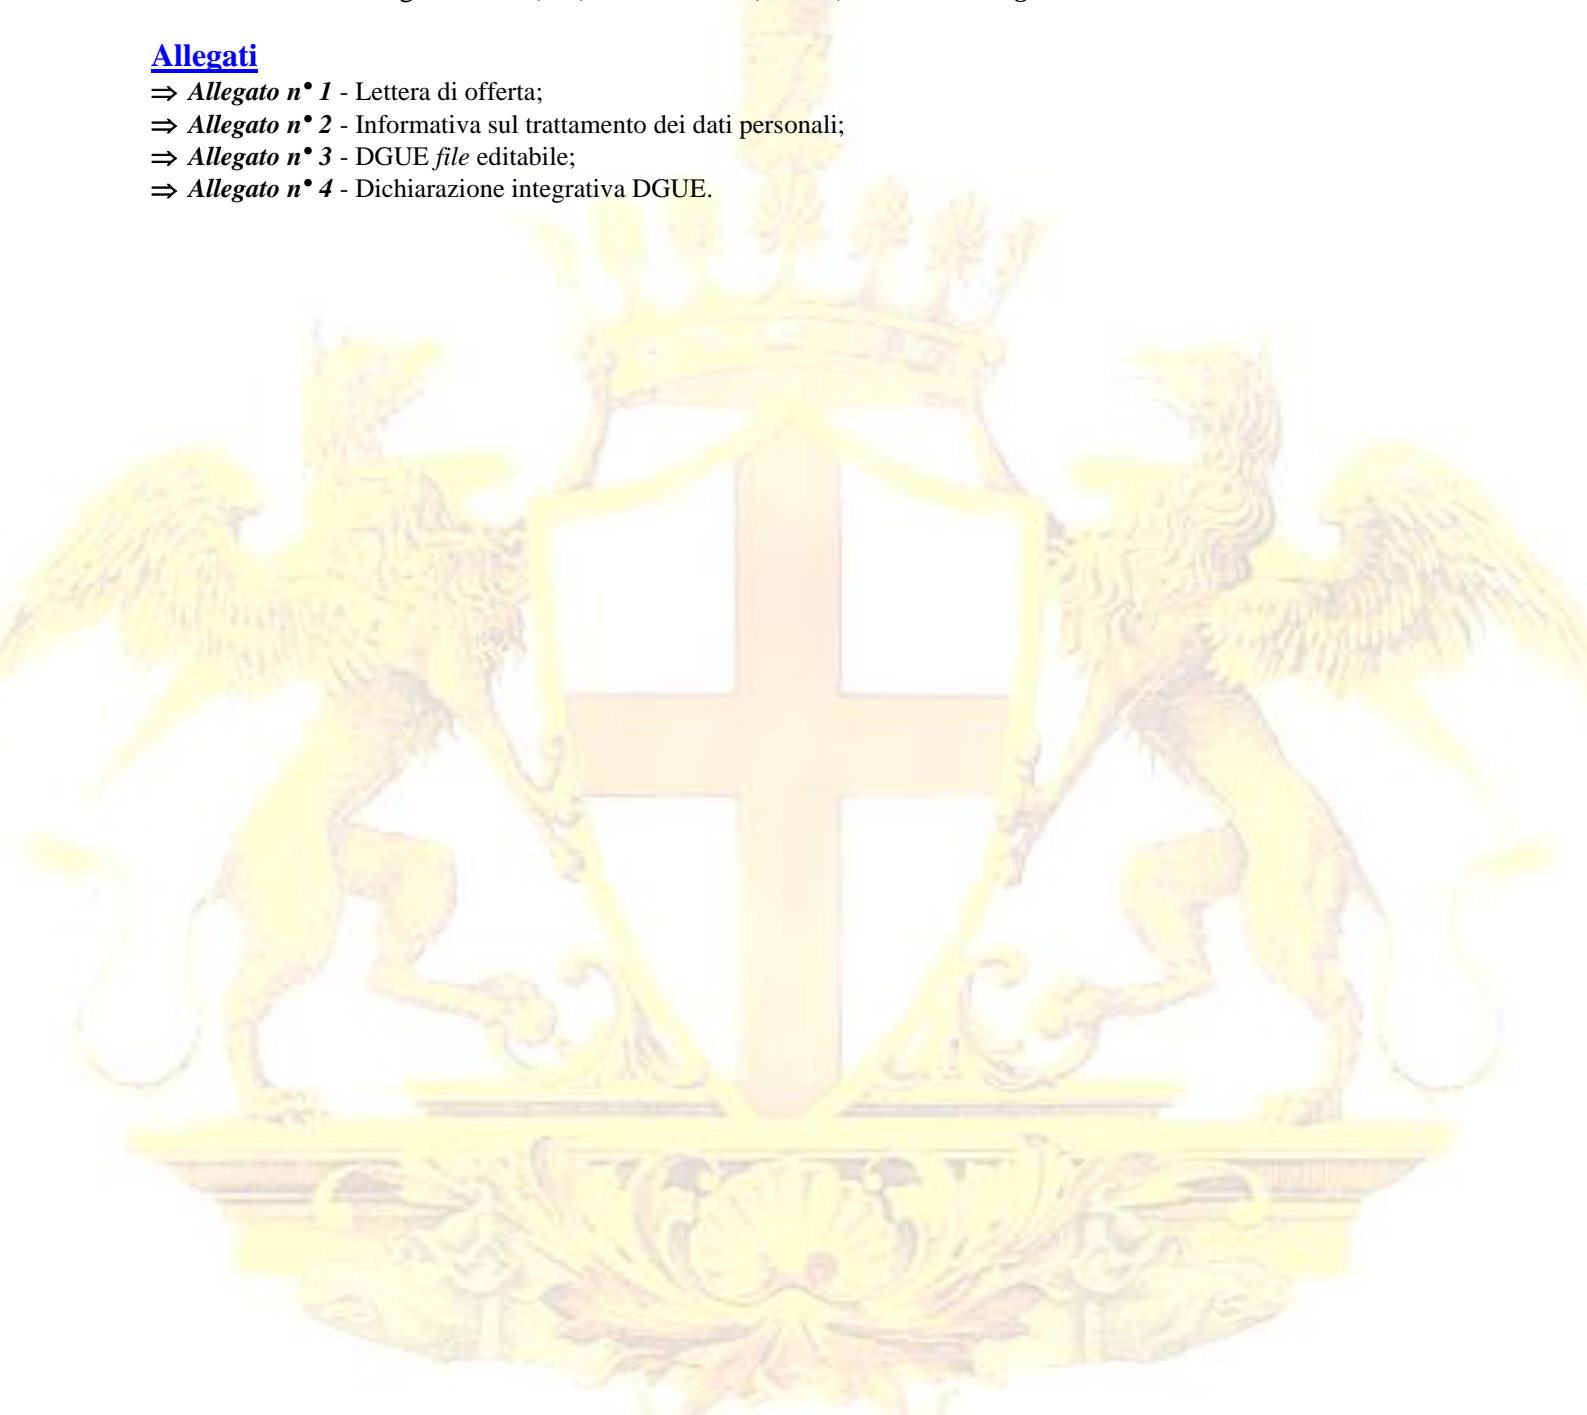 Allegati
⇒ Allegato n° 1 - Lettera di offerta;
⇒ Allegato n° 2 - Informativa sul trattamento dei dati personali;
⇒ Allegato n° 3 - DGUE file editabile;
⇒ Allegato n° 4 - Dichiarazione integrativa DGUE.